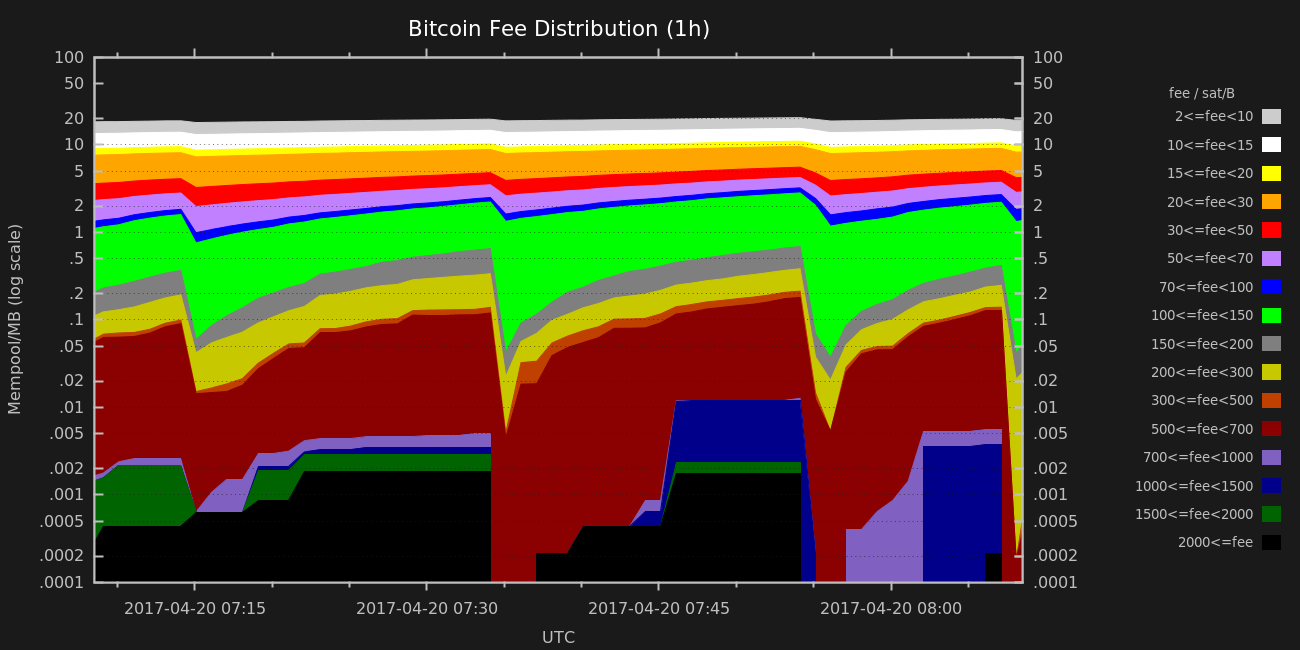 Bitcoin Fee Distribution (1h)
100 100
50 50
20 20
10 10
5 5
2 2
1 1
.5 .5
.2 .2
.1 .1
.05 .05
.02 .02
.01 .01
.005 .005
.002 .002
.001 .001
.0005 .0005
.0002 .0002
.0001 .0001
Mempool/MB (log scale)
2017-04-20 07:15 2017-04-20 07:30 2017-04-20 07:45 2017-04-20 08:00
UTC
fee / sat/B
2<=fee<10
10<=fee<15
15<=fee<20
20<=fee<30
30<=fee<50
50<=fee<70
70<=fee<100
100<=fee<150
150<=fee<200
200<=fee<300
300<=fee<500
500<=fee<700
700<=fee<1000
1000<=fee<1500
1500<=fee<2000
2000<=fee